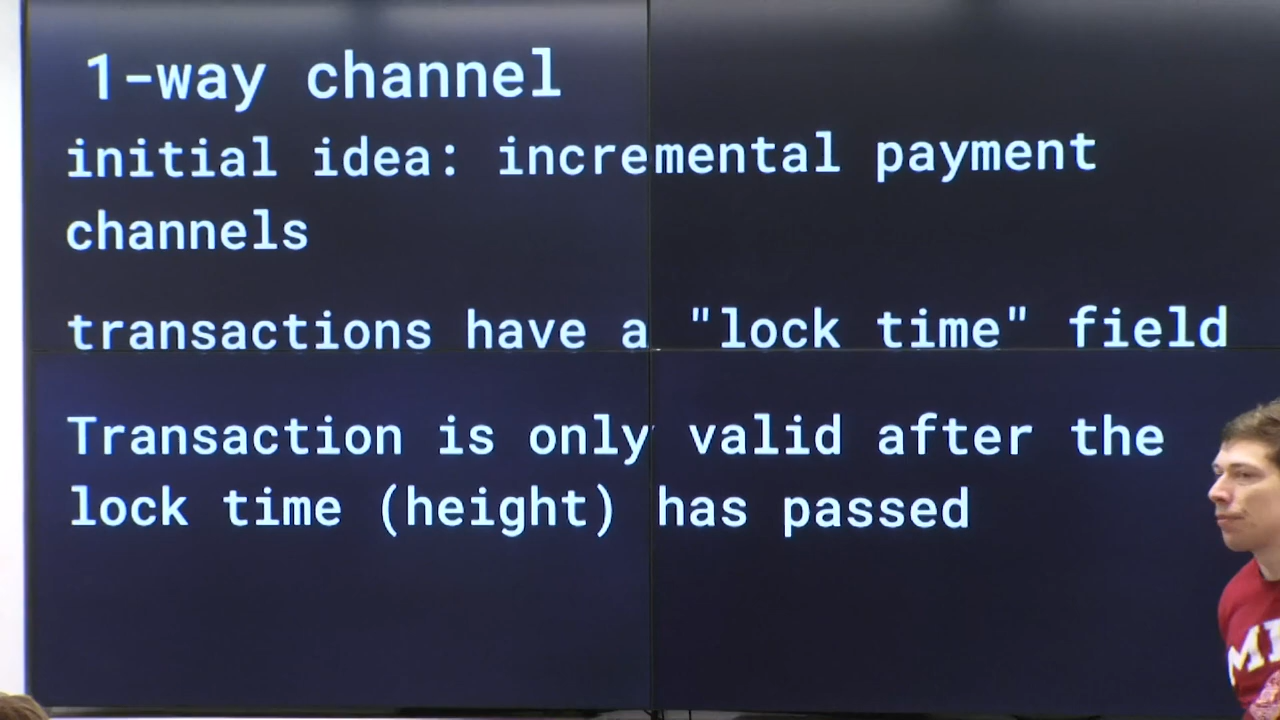 1-way channel
initial idea: incremental payment
channels
transactions have a "lock time" field
Transaction is only valid after the
lock time (height) has passed